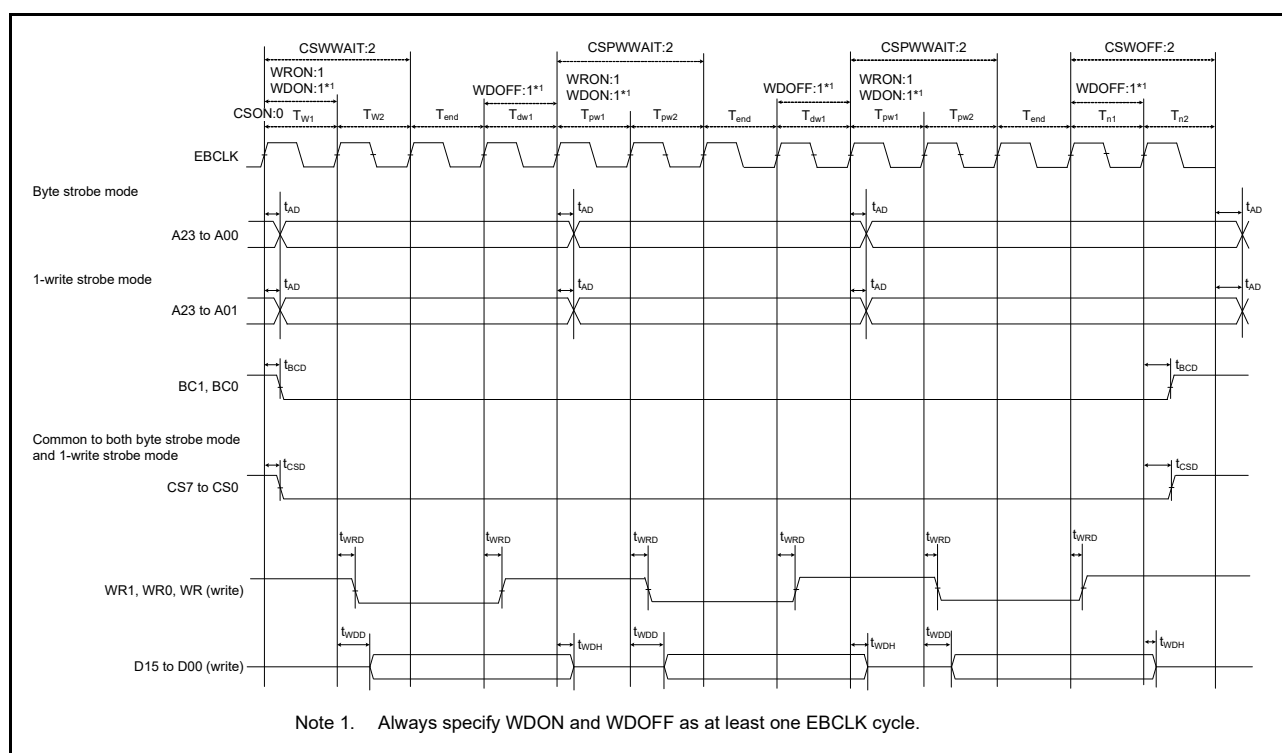 CSWWAIT:2 CSPWWAIT:2 CSPWWAIT:2 CSWOFF:2
WRON:1 WRON:1 WRON:1
WDON:1*1 WDOFF:1*1 WDON:1*1 WDOFF:1*1 WDON:1*1 WDOFF:1*1
CSON:0 TW1 TW2 Tend Tdw1 Tpw1 Tpw2 Tend Tdw1 Tpw1 Tpw2 Tend Tn1 Tn2
EBCLK
Byte strobe mode
tAD tAD tAD tAD
A23 to A00
1-write strobe mode
tAD tAD tAD tAD
A23 to A01
tBCD tBCD
BC1, BC0
Common to both byte strobe mode
and 1-write strobe mode
tCSD tCSD
CS7 to CS0
tWRD tWRD tWRD tWRD tWRD tWRD
WR1, WR0, WR (write)
tWDD tWDH tWDD tWDH tWDD tWDH
D15 to D00 (write)
Note 1. Always specify WDON and WDOFF as at least one EBCLK cycle.